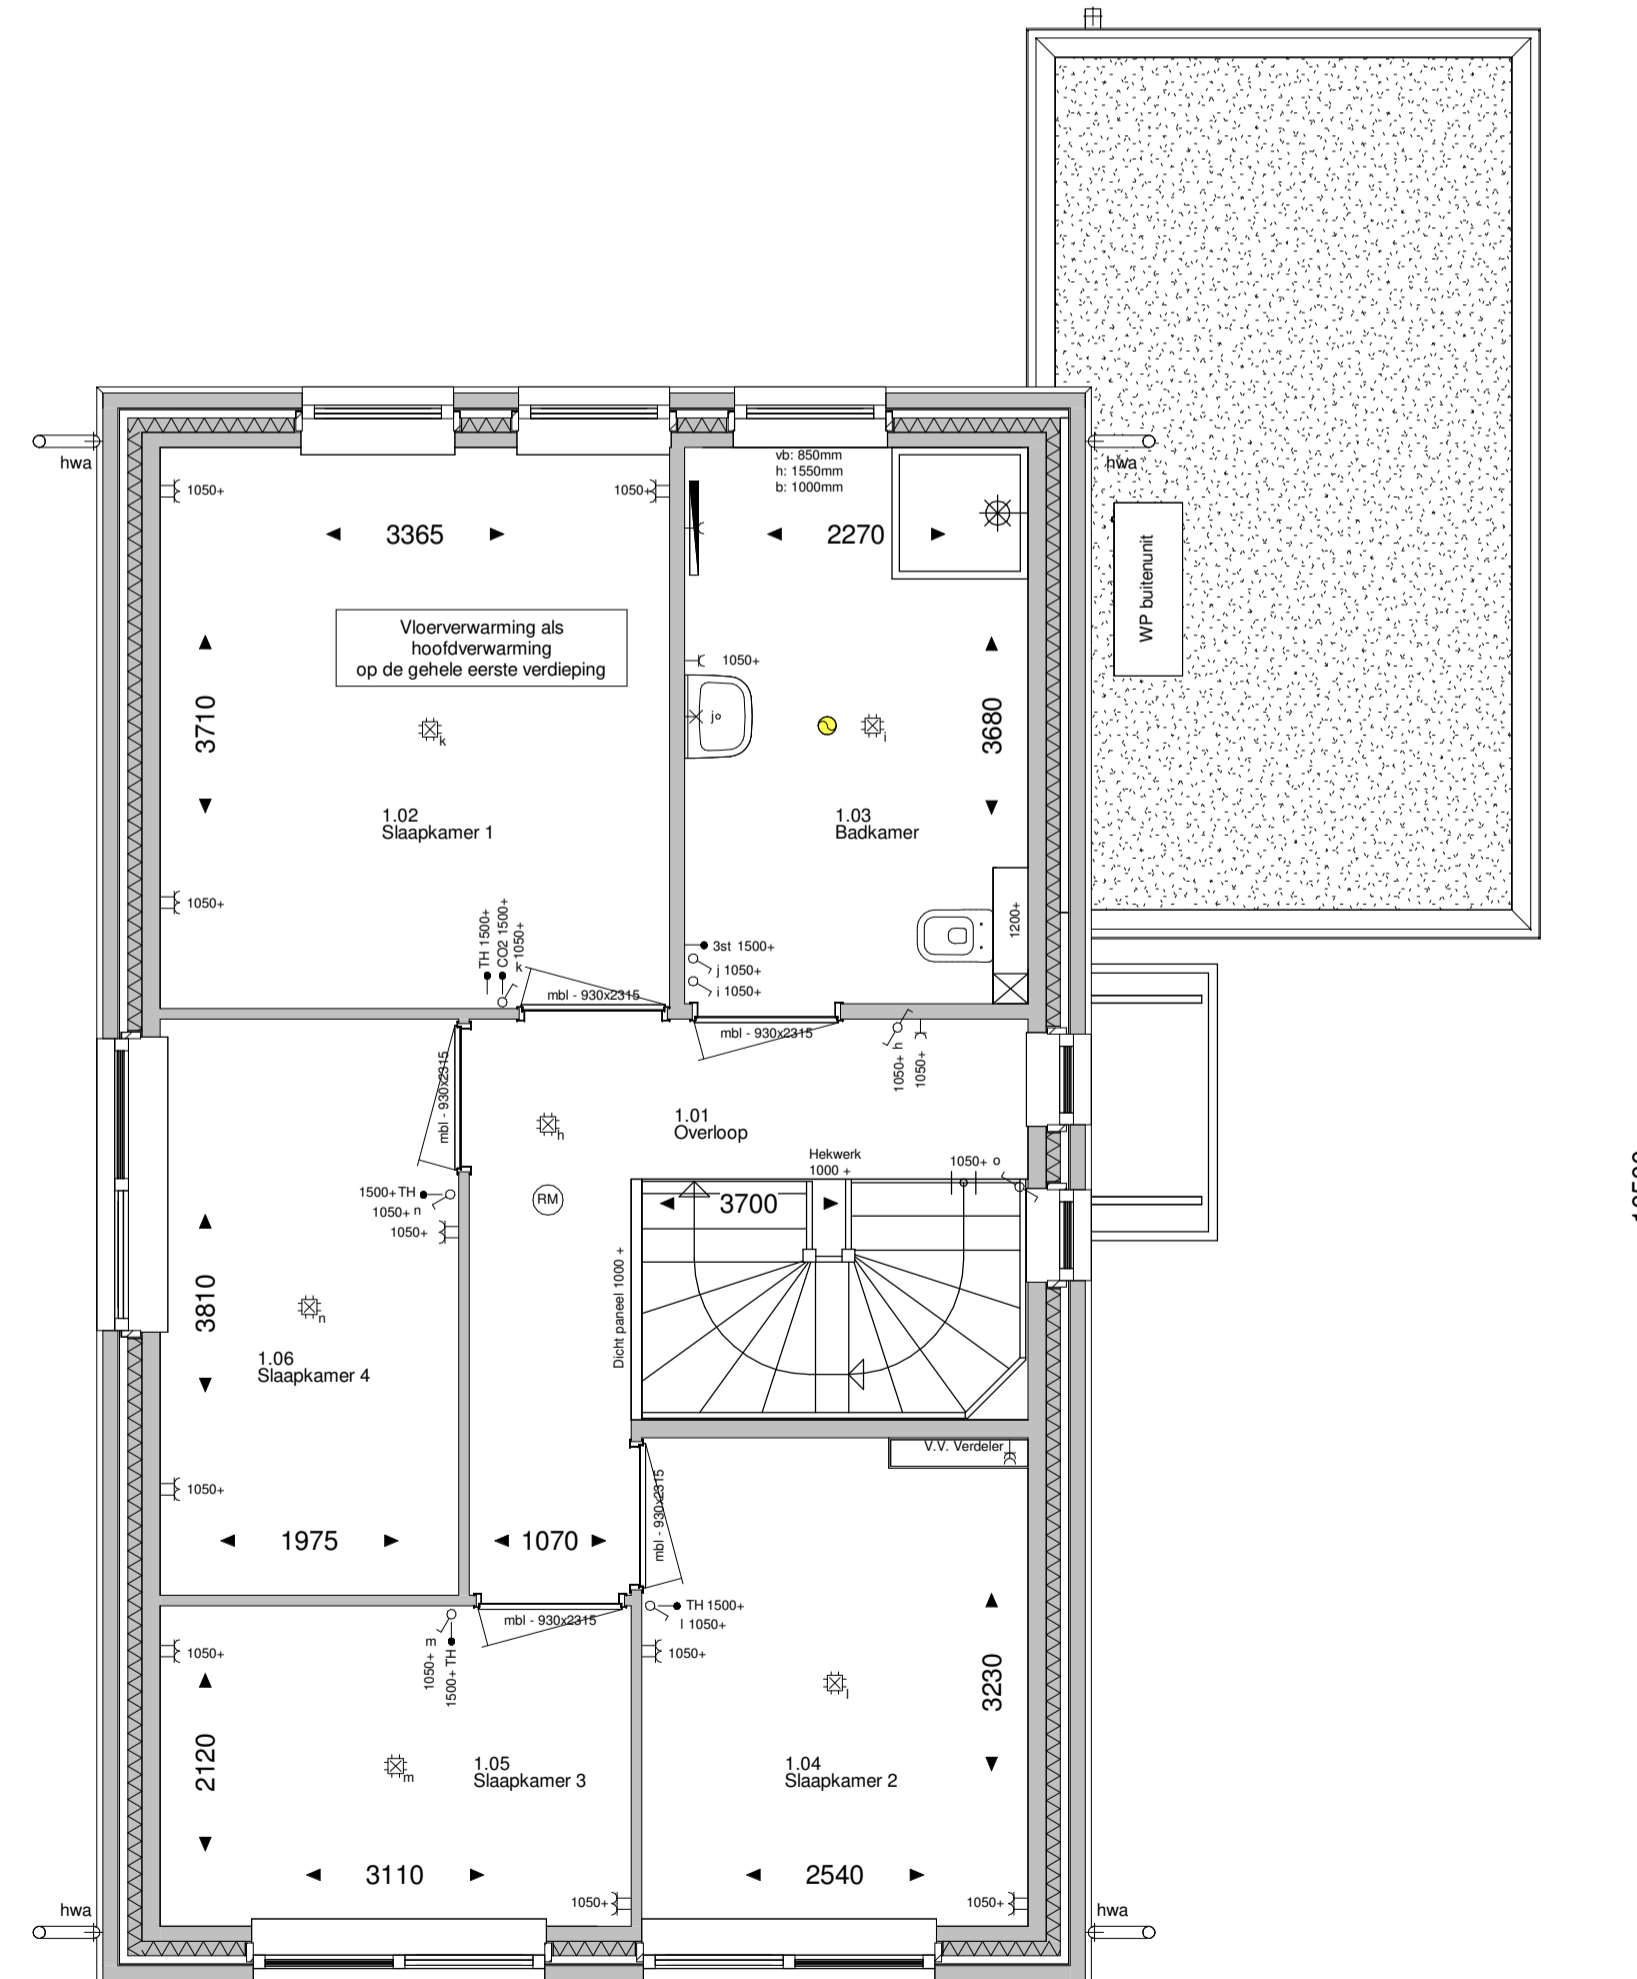 hwa
hwa
1050+
1050+
vb: 850mm
h: 1550mm
b: 1000mm
3365
2270
WP buitenunit
Vloerverwarming als
hoofdverwarming
op de gehele eerste verdieping
1050+
3710
3680
k
j
i
1.02
Slaapkamer 1
1.03
Badkamer
1050+
TH 1500+
CO2 1500+
k 1050+
1200+
3st 1500+
j 1050+
i 1050+
mbl - 930x2315
mbl - 930x2315
mbl - 930x2315
1050+ h
1050+
1.01
Overloop
h
Hekwerk
1000 +
1050+ o
RM
3700
1500+ TH
1050+ n
1050+
Dicht paneel 1000 +
3810
n
1.06
Slaapkamer 4
V.V. Verdeler
1050+
mbl - 930x2315
1975
1070
mbl - 930x2315
TH 1500+
l 1050+
1050+
1050+
1050+ m
1500+ TH
3230
l
2120
m
1.05
Slaapkamer 3
1.04
Slaapkamer 2
3110
2540
1050+
1050+
hwa
hwa